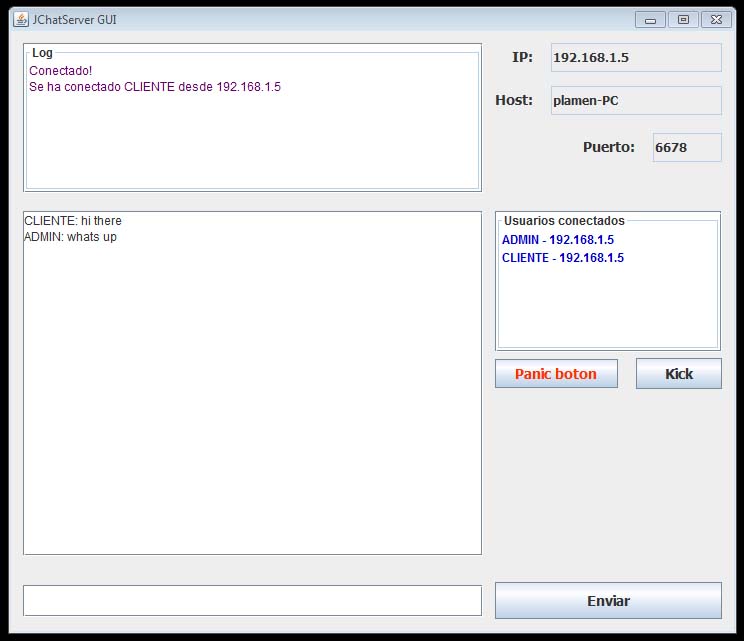 JChatServer GUI
Log
Conectado!
Se ha conectado CLIENTE desde 192.168.1.5
IP: 192.168.1.5
Host: plamen-PC
Puerto: 6678
CLIENTE: hi there
ADMIN: whats up
Usuarios conectados
ADMIN - 192.168.1.5
CLIENTE - 192.168.1.5
Panic boton
Kick
Enviar